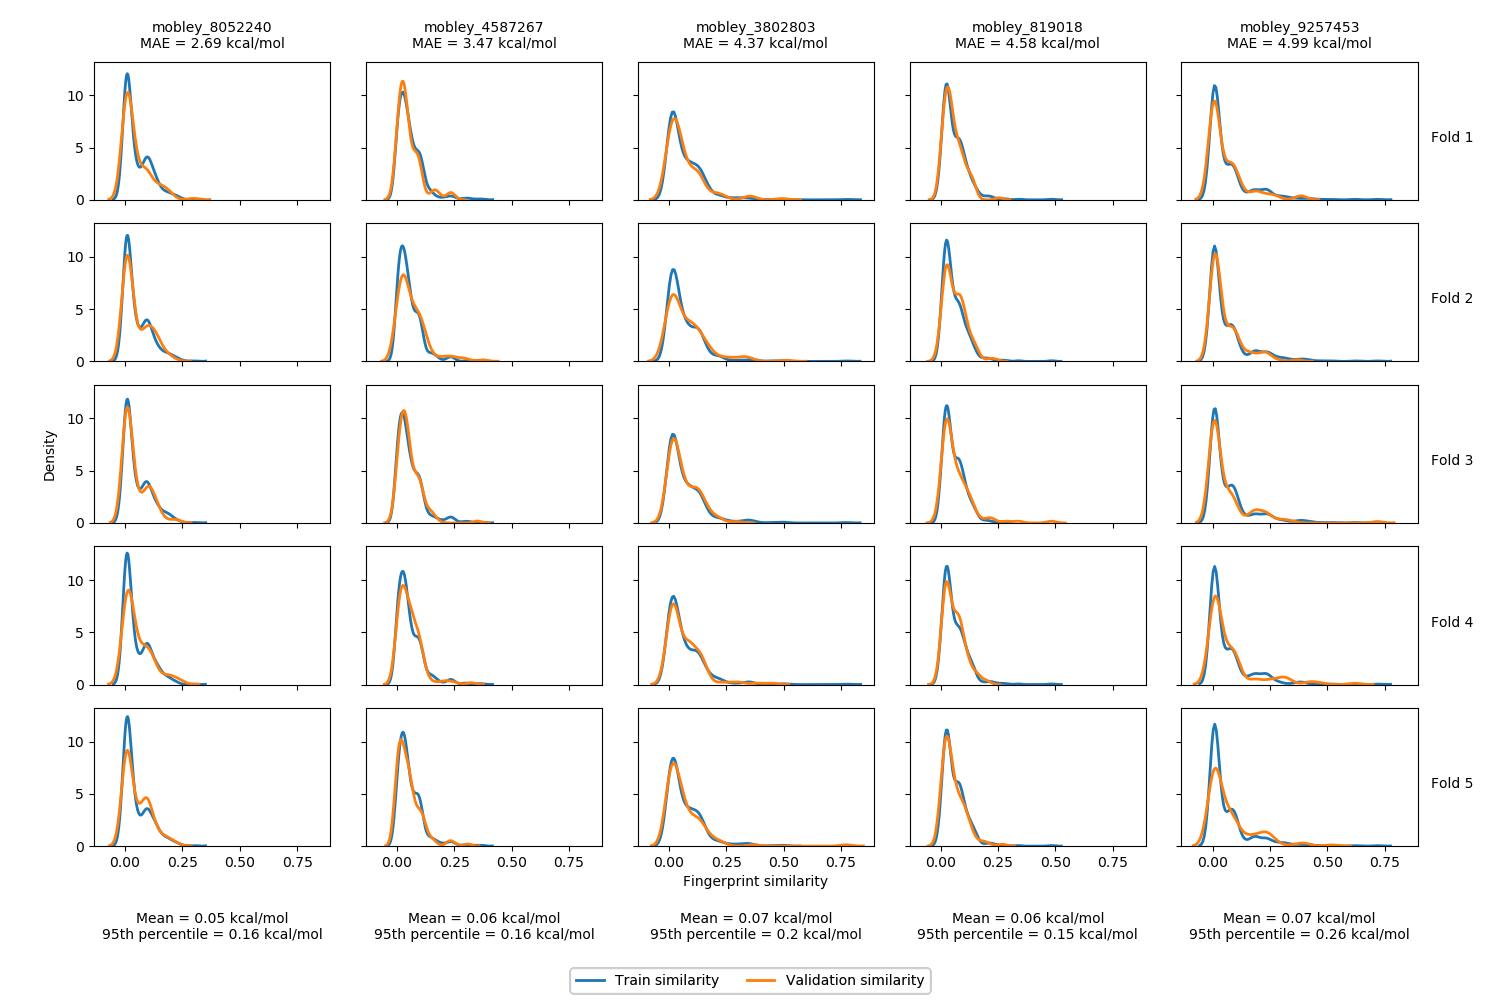 mobley_8052240
MAE = 2.69 kcal/mol
mobley_4587267
MAE = 3.47 kcal/mol
mobley_3802803
MAE = 4.37 kcal/mol
mobley_819018
MAE = 4.58 kcal/mol
mobley_9257453
MAE = 4.99 kcal/mol
10
5
0
Fold 1
10
5
0
Fold 2
10
5
0
Fold 3
Density
10
5
0
Fold 4
10
5
0
Fold 5
0.00 0.25 0.50 0.75
0.00 0.25 0.50 0.75
0.00 0.25 0.50 0.75
0.00 0.25 0.50 0.75
0.00 0.25 0.50 0.75
Fingerprint similarity
Mean = 0.05 kcal/mol
95th percentile = 0.16 kcal/mol
Mean = 0.06 kcal/mol
95th percentile = 0.16 kcal/mol
Mean = 0.07 kcal/mol
95th percentile = 0.2 kcal/mol
Mean = 0.06 kcal/mol
95th percentile = 0.15 kcal/mol
Mean = 0.07 kcal/mol
95th percentile = 0.26 kcal/mol
Train similarity
Validation similarity